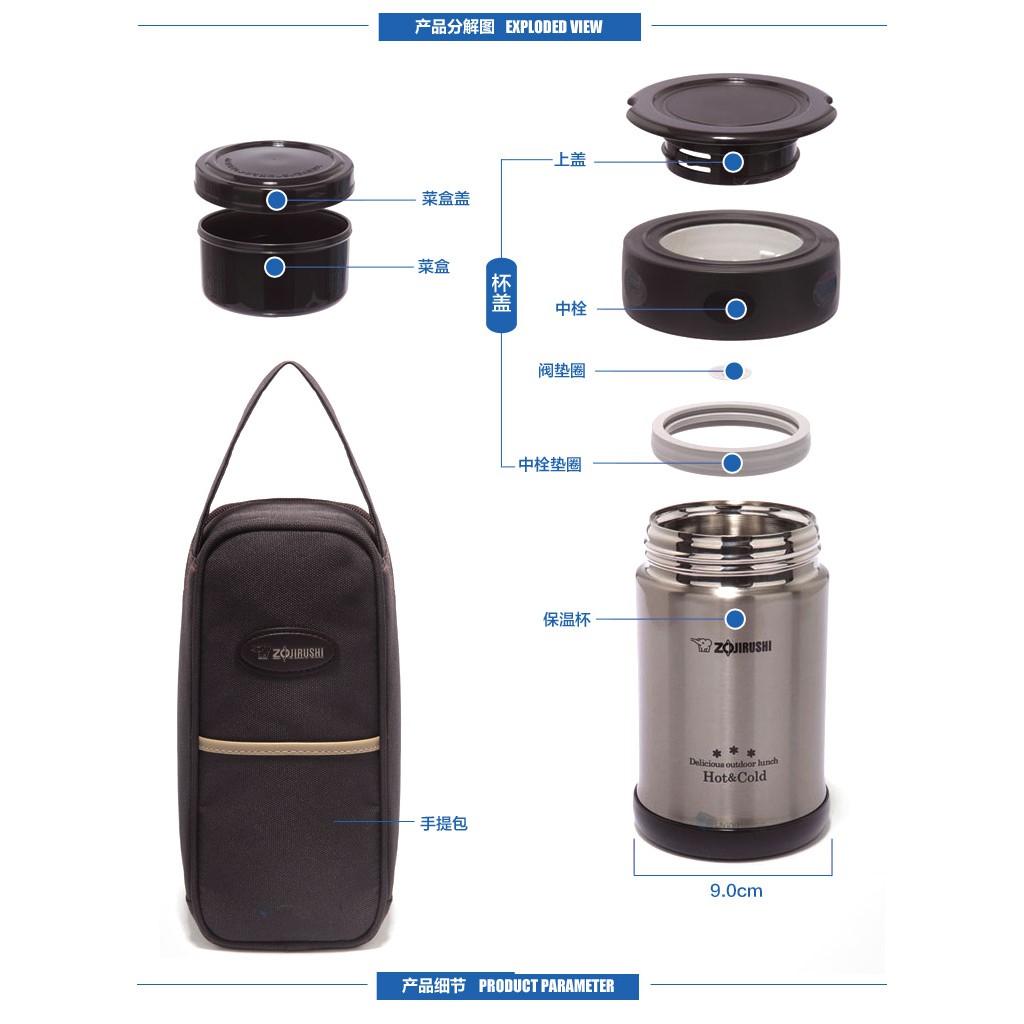 产品分解图 EXPLODED VIEW
上盖
菜盒盖
菜盒
杯盖
中栓
阀垫圈
中栓垫圈
保温杯
ZOJIRUSHI
ZOJIRUSHI
Delicious outdoor lunch
Hot&Cold
手提包
9.0cm
产品细节 PRODUCT PARAMETER